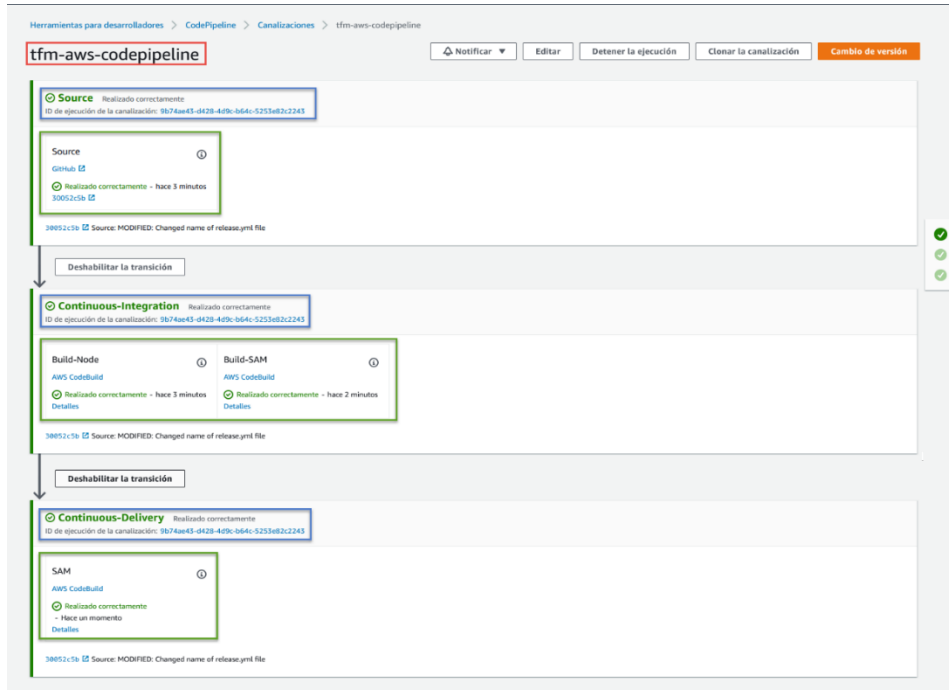 Herramientas para desarrolladores > CodePipeline > Canalizaciones > tfm-aws-codepipeline
tfm-aws-codepipeline
Notificar ▼ Editar Detener la ejecución Clonar la canalización Cambio de versión
Source Realizado correctamente
ID de ejecución de la canalización: 9b74ae43-d428-4d9c-b64c-5253e82c2243
Source
GitHub
Realizado correctamente - hace 3 minutos
30052c5b
30052c5b Source: MODIFIED: Changed name of release.yml file
Deshabilitar la transición
Continuous-Integration Realizado correctamente
ID de ejecución de la canalización: 9b74ae43-d428-4d9c-b64c-5253e82c2243
Build-Node Build-SAM
AWS CodeBuild AWS CodeBuild
Realizado correctamente - hace 3 minutos Realizado correctamente - hace 2 minutos
Detalles Detalles
30052c5b Source: MODIFIED: Changed name of release.yml file
Deshabilitar la transición
Continuous-Delivery Realizado correctamente
ID de ejecución de la canalización: 9b74ae43-d428-4d9c-b64c-5253e82c2243
SAM
AWS CodeBuild
Realizado correctamente
- Hace un momento
Detalles
30052c5b Source: MODIFIED: Changed name of release.yml file